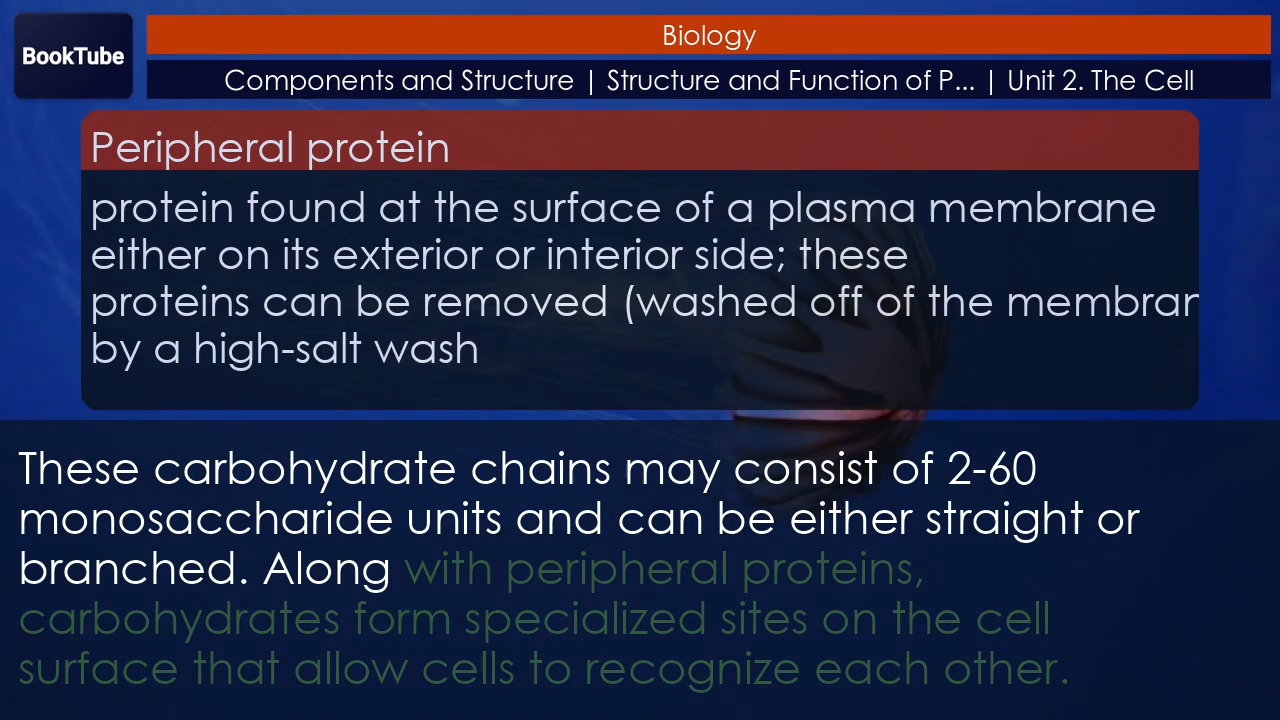 BookTube
Biology
Components and Structure | Structure and Function of P... | Unit 2. The Cell
Peripheral protein
protein found at the surface of a plasma membrane
either on its exterior or interior side; these
proteins can be removed (washed off of the membran
by a high-salt wash
These carbohydrate chains may consist of 2-60
monosaccharide units and can be either straight or
branched. Along with peripheral proteins,
carbohydrates form specialized sites on the cell
surface that allow cells to recognize each other.